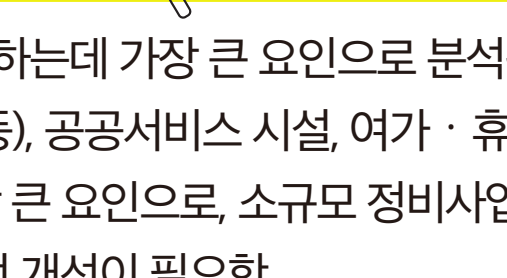 하는데 가장 큰 요인으로 분석
), 공공서비스 시설, 여가 · 휴
큰 요인으로, 소규모 정비사업
개선이 필요한